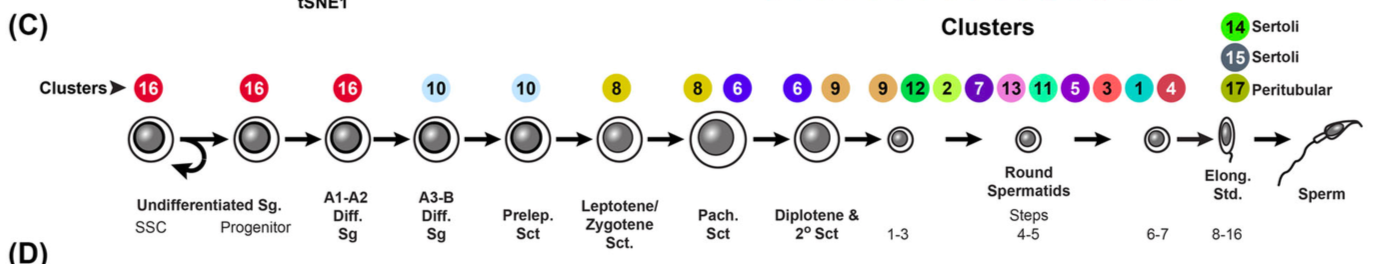 tSNE1
(C)
Clusters
14 Sertoli
15 Sertoli
Clusters 16 16 16 10 10 8 8 6 6 9 9 12 2 7 13 11 5 3 1 4 17 Peritubular
Undifferentiated Sg.
SSC Progenitor
A1-A2
Diff.
Sg
A3-B
Diff.
Sg
Prelep.
Sct
Leptotene/
Zygotene
Sct.
Pach.
Sct
Diplotene &
2º Sct
1-3
Round
Spermatids
Steps
4-5
6-7
Elong.
Std.
8-16
Sperm
(D)